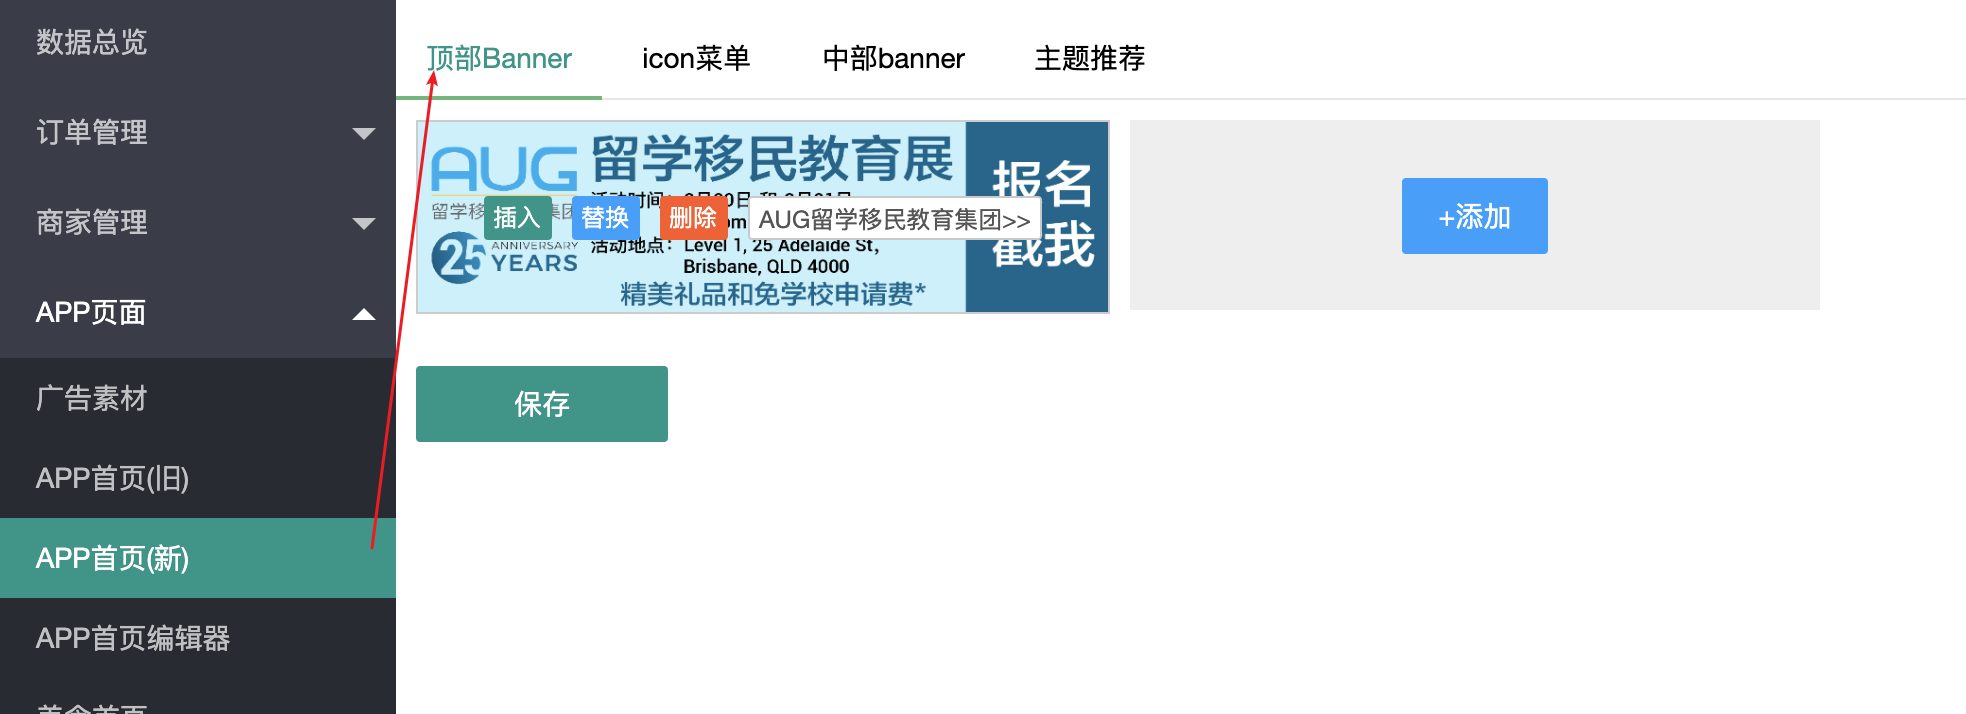 数据总览
订单管理
商家管理
APP页面
广告素材
APP首页(旧)
APP首页(新)
APP首页编辑器
顶部Banner
icon菜单
中部banner
主题推荐
AUG
25
ANNIVERSARY
YEARS
留学移民教育展
活动地点：Level 1, 25 Adelaide St,
Brisbane, QLD 4000
精美礼品和免学校申请费*
报名
戳我
插入
替换
删除
AUG留学移民教育集团>>
+添加
保存